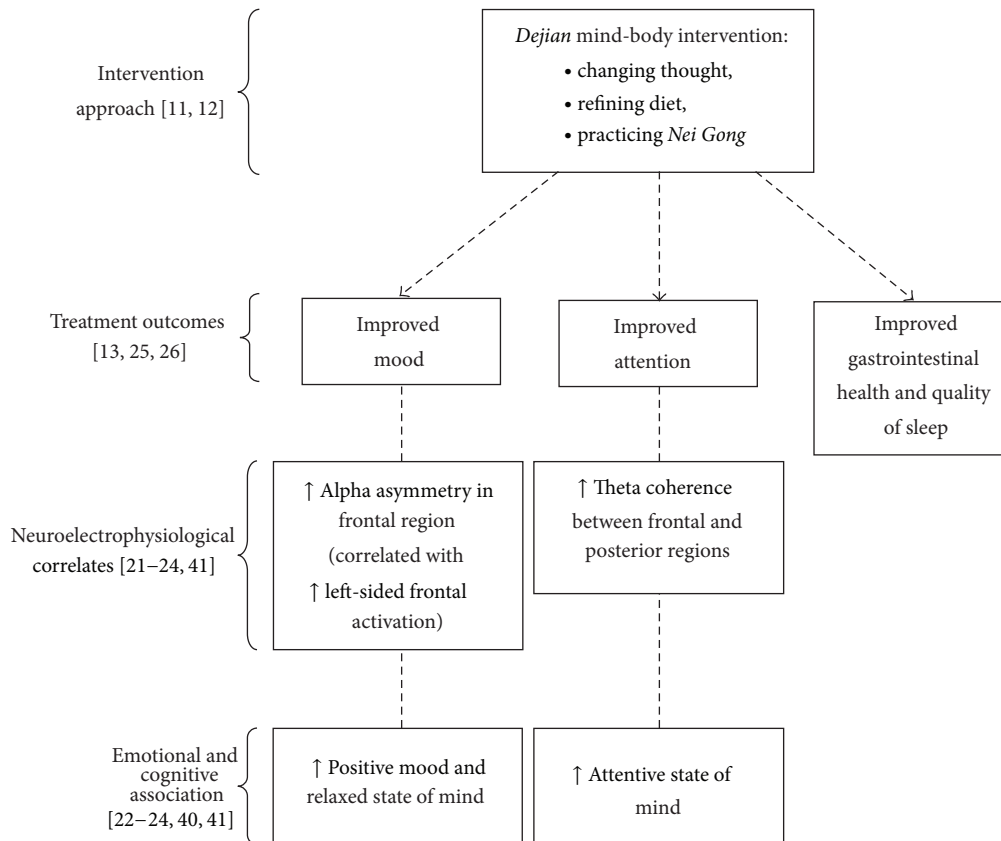 Dejian mind-body intervention:
• changing thought,
• refining diet,
• practicing Nei Gong
Intervention
approach [11, 12]
Treatment outcomes
[13, 25, 26]
Improved
mood
Improved
attention
Improved
gastrointestinal
health and quality
of sleep
Neuroelectrophysiological
correlates [21–24, 41]
↑ Alpha asymmetry in
frontal region
(correlated with
↑ left-sided frontal
activation)
↑ Theta coherence
between frontal and
posterior regions
Emotional and
cognitive
association
[22–24, 40, 41]
↑ Positive mood and
relaxed state of mind
↑ Attentive state of
mind